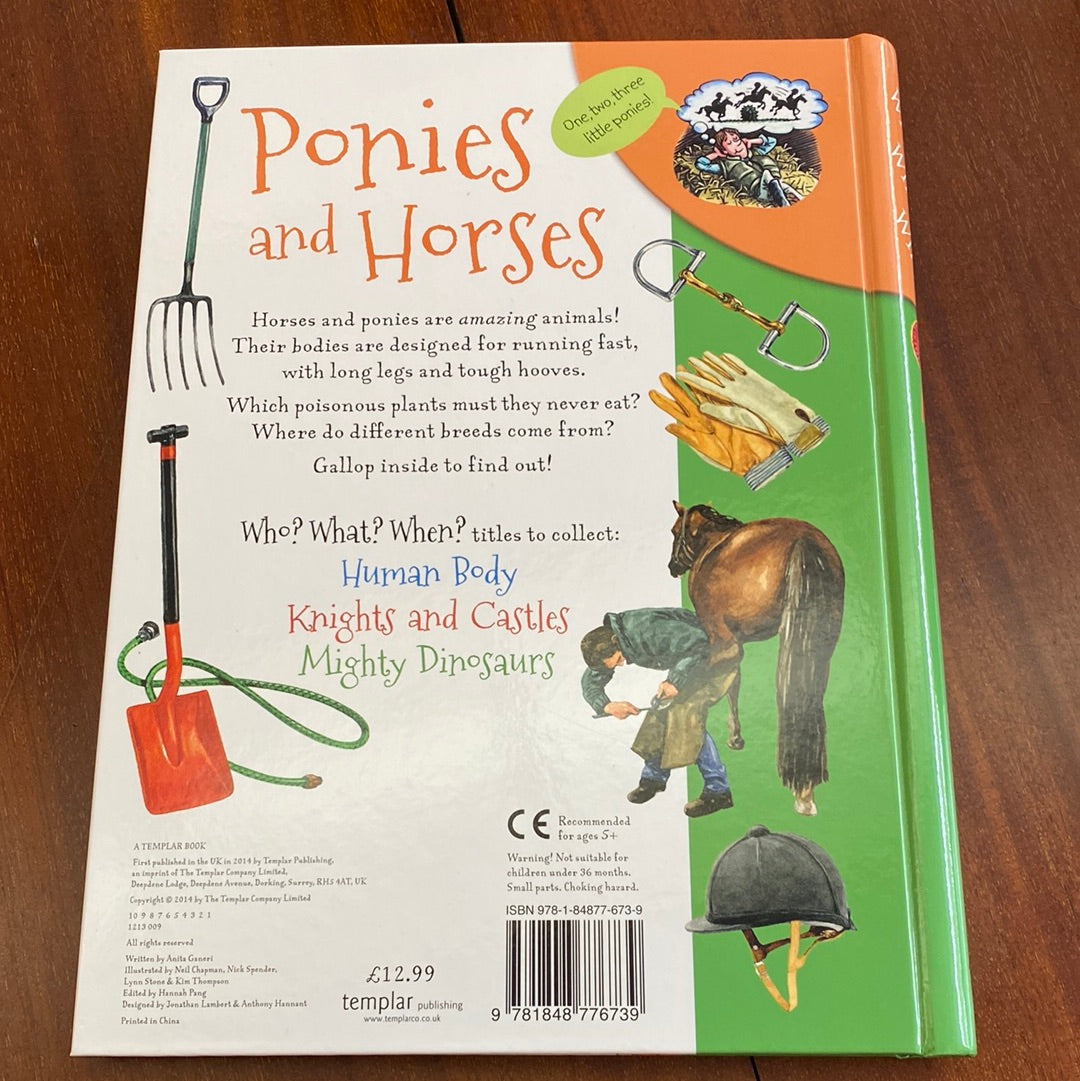 Ponies
and Horses
One, two, three
little ponies!
Horses and ponies are amazing animals!
Their bodies are designed for running fast,
with long legs and tough hooves.
Which poisonous plants must they never eat?
Where do different breeds come from?
Gallop inside to find out!
Who? What? When? titles to collect:
Human Body
Knights and Castles
Mighty Dinosaurs
A TEMPLAR BOOK
First published in the UK in 2014 by Templar Publishing,
an imprint of The Templar Company Limited,
Deepdene Lodge, Deepdene Avenue, Dorking, Surrey, RH5 4AT, UK
Copyright © 2014 by The Templar Company Limited
10 9 8 7 6 5 4 3 2 1
1213 009
All rights reserved
Written by Anita Ganeri
Illustrated by Neil Chapman, Nick Spender,
Lynn Stone & Kim Thompson
Edited by Hannah Pang
Designed by Jonathan Lambert & Anthony Hannant
Printed in China
£12.99
templar publishing
www.templarco.co.uk
CE Recommended
for ages 5+
Warning! Not suitable for
children under 36 months.
Small parts. Choking hazard.
ISBN 978-1-84877-673-9
9 781848 776739